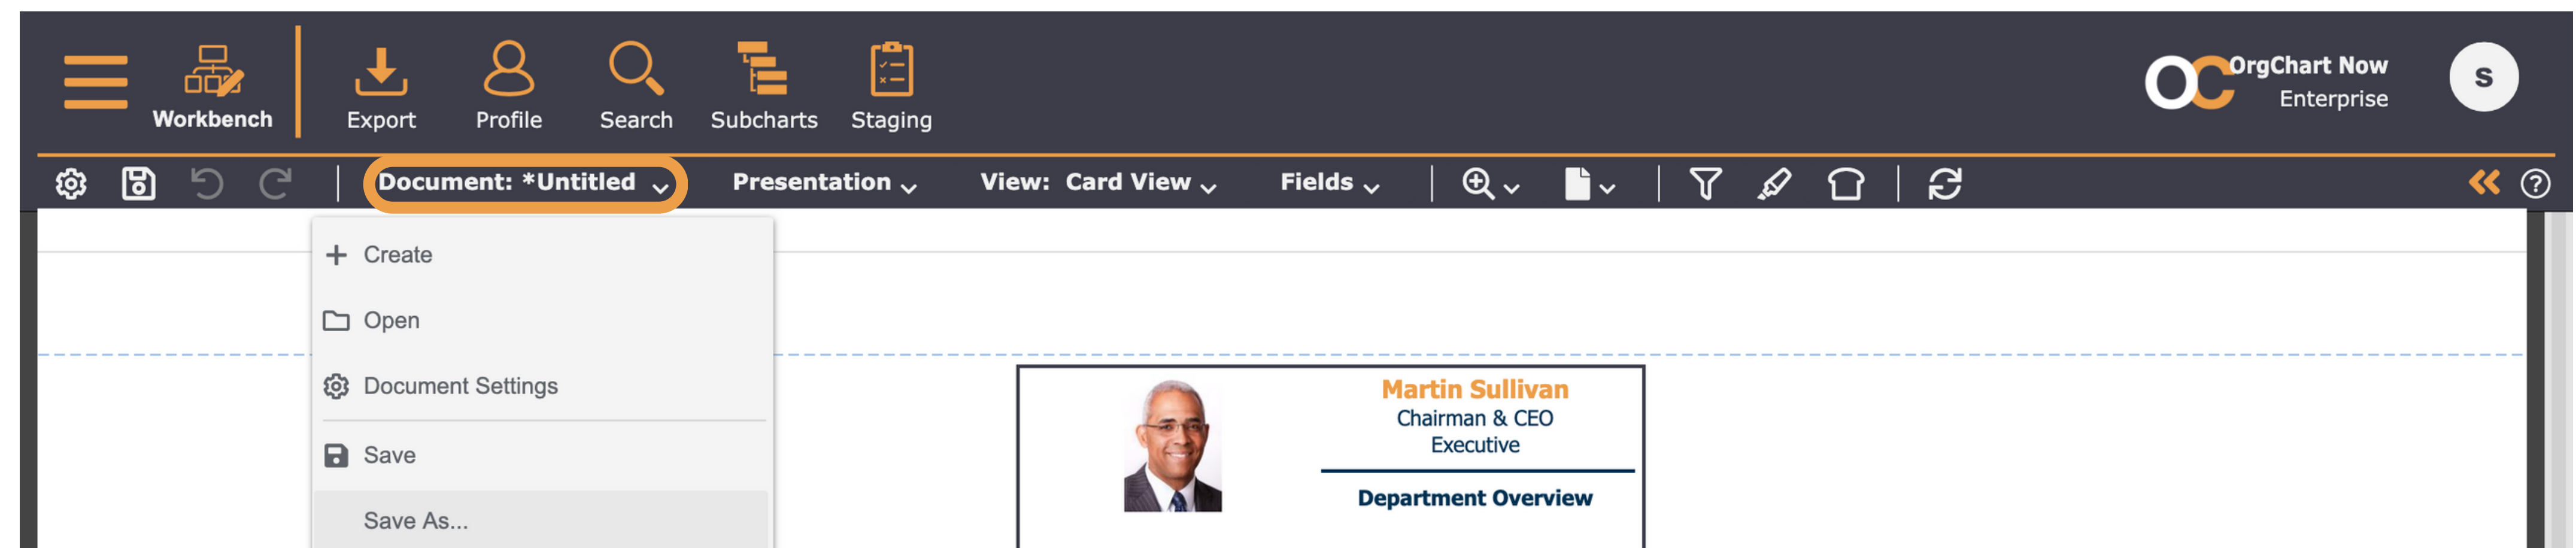 Workbench
Export
Profile
Search
Subcharts
Staging
OC OrgChart Now
Enterprise
S
Document: *Untitled
Presentation
View: Card View
Fields
Create
Open
Document Settings
Save
Save As...
Martin Sullivan
Chairman & CEO
Executive
Department Overview